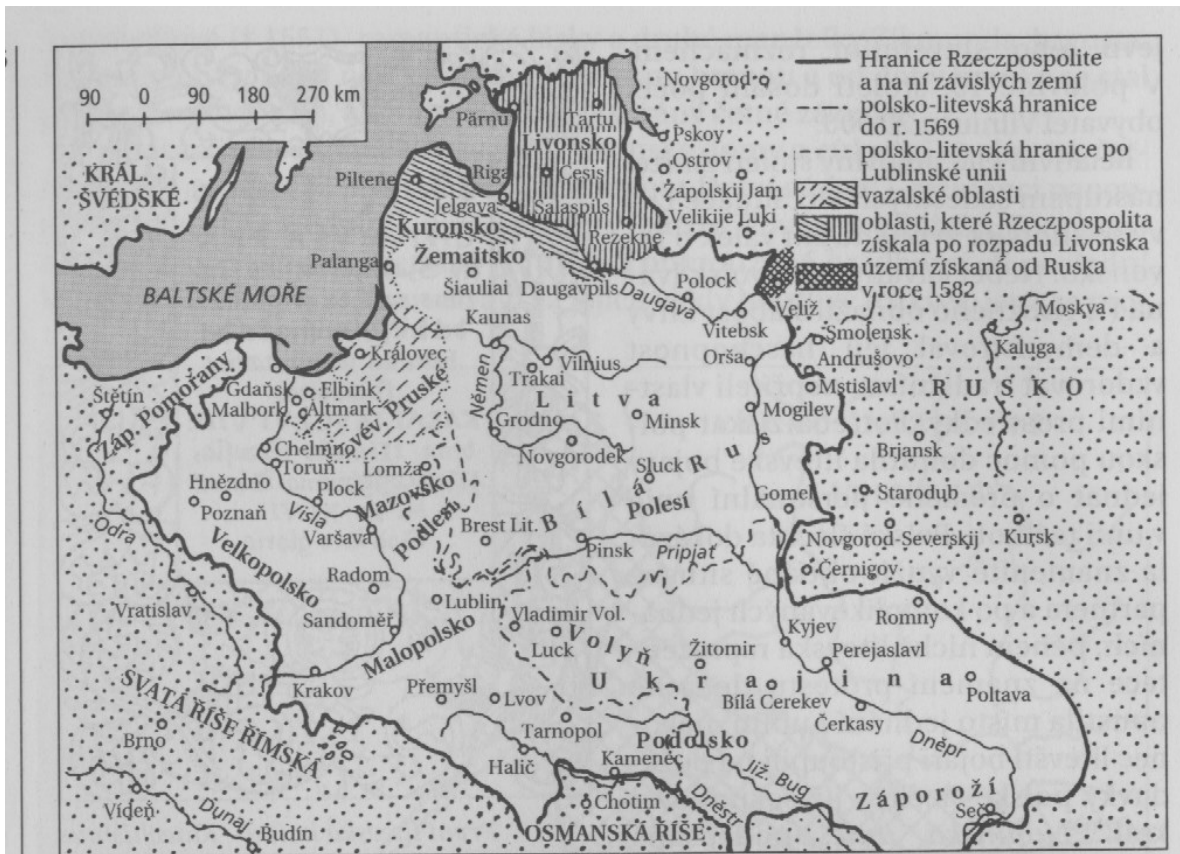 90 0 90 180 270 km
Hranice Rzeczpospolite
a na ní závislých zemí
polsko-litevská hranice
do r. 1569
polsko-litevská hranice po
Lublinské unii
vazalské oblasti
oblasti, které Rzeczpospolita
získala po rozpadu Livonska
území získaná od Ruska
v roce 1582
Novgorod
Pärnu
Tartu
Pskov
Livonsko
Ostrov
KRÁL.
ŠVÉDSKÉ
Piltene
Riga
Cesis
Žapolskij Jam
Jelgava
Salaspils
Velikije Luki
Kuronsko
Rezekne
Žemaitsko
Palanga
Šiauliai
Daugavpils
Daugava
Polock
BALTSKÉ MOŘE
Veliž
Moskva
Kaunas
Vitebsk
Smolensk
Královec
Vilnius
Orša
Andrušovo
Kaluga
Trakai
Mstislavl
RUSKO
Štětín
Záp. Pomořany
Gdaňsk
Elbink
Malbork
Altmark
vév. Pruské
Němen
Litva
Grodno
Minsk
Mogilev
Chelmno
Toruň
Lomža
Novgorodek
Brjansk
Hnězdno
Plock
Mazovsko
Sluck
Bílá Rus
Poznaň
Visla
Varšava
Podlesí
Brest Lit.
Polesí
Gomel
Starodub
Odra
Velkopolsko
Pinsk
Pripjať
Novgorod-Severskij
Kursk
Radom
Černigov
Vratislav
Lublin
Sandoměř
Vladimir Vol.
Romny
Malopolsko
Luck
Volyň
Kyjev
Žitomir
Perejaslavl
Krakov
Přemyšl
Lvov
Ukrajina
Bílá Cerekev
Poltava
SVATÁ ŘÍŠE ŘÍMSKÁ
Čerkasy
Brno
Tarnopol
Podolsko
Dněpr
Halič
Kameněc
Již. Bug
Záporoží
Vídeň
Dunaj
Chotim
Dněstr
Seč
Budín
OSMANSKÁ ŘÍŠE